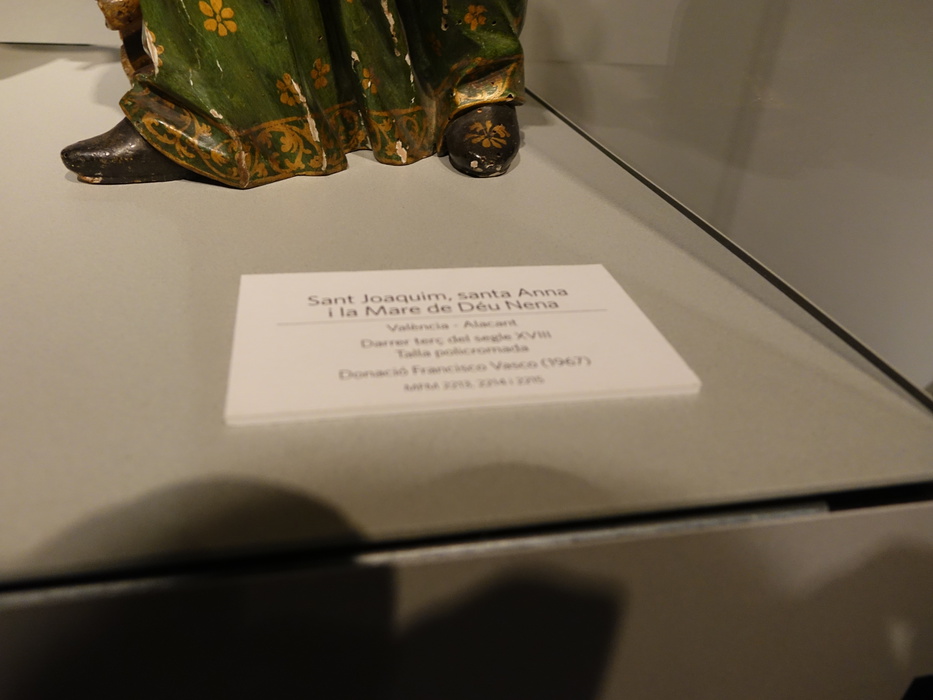 Sant Joaquim, santa Anna
i la Mare de Déu Nena
València - Alacant
Darrer terç del segle XVIII
Talla policromada
Donació Francisco Vasco (1967)
MFM 2213, 2214 i 2215